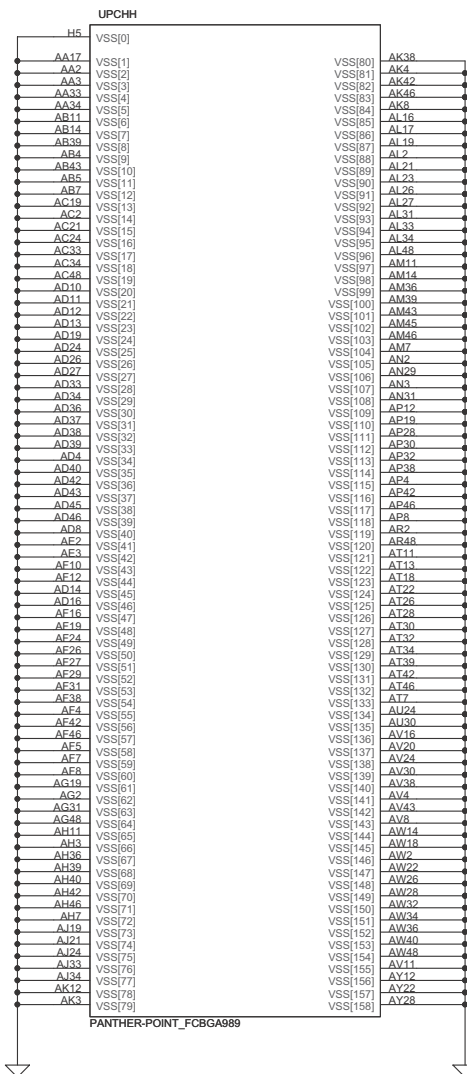 UPCHH
H5 VSS[0]
AA17 VSS[1] VSS[80] AK38
AA2 VSS[2] VSS[81] AK4
AA3 VSS[3] VSS[82] AK42
AA33 VSS[4] VSS[83] AK46
AA34 VSS[5] VSS[84] AK8
AB11 VSS[6] VSS[85] AL16
AB14 VSS[7] VSS[86] AL17
AB39 VSS[8] VSS[87] AL19
AB4 VSS[9] VSS[88] AL2
AB43 VSS[10] VSS[89] AL21
AB5 VSS[11] VSS[90] AL23
AB7 VSS[12] VSS[91] AL26
AC19 VSS[13] VSS[92] AL27
AC2 VSS[14] VSS[93] AL31
AC21 VSS[15] VSS[94] AL33
AC24 VSS[16] VSS[95] AL34
AC33 VSS[17] VSS[96] AL48
AC34 VSS[18] VSS[97] AM11
AC48 VSS[19] VSS[98] AM14
AD10 VSS[20] VSS[99] AM36
AD11 VSS[21] VSS[100] AM39
AD12 VSS[22] VSS[101] AM43
AD13 VSS[23] VSS[102] AM45
AD19 VSS[24] VSS[103] AM46
AD24 VSS[25] VSS[104] AM7
AD26 VSS[26] VSS[105] AN2
AD27 VSS[27] VSS[106] AN29
AD33 VSS[28] VSS[107] AN3
AD34 VSS[29] VSS[108] AN31
AD36 VSS[30] VSS[109] AP12
AD37 VSS[31] VSS[110] AP19
AD38 VSS[32] VSS[111] AP28
AD39 VSS[33] VSS[112] AP30
AD4 VSS[34] VSS[113] AP32
AD40 VSS[35] VSS[114] AP38
AD42 VSS[36] VSS[115] AP4
AD43 VSS[37] VSS[116] AP42
AD45 VSS[38] VSS[117] AP46
AD46 VSS[39] VSS[118] AP8
AD8 VSS[40] VSS[119] AR2
AE2 VSS[41] VSS[120] AR48
AE3 VSS[42] VSS[121] AT11
AF10 VSS[43] VSS[122] AT13
AF12 VSS[44] VSS[123] AT18
AD14 VSS[45] VSS[124] AT22
AD16 VSS[46] VSS[125] AT26
AF16 VSS[47] VSS[126] AT28
AF19 VSS[48] VSS[127] AT30
AF24 VSS[49] VSS[128] AT32
AF26 VSS[50] VSS[129] AT34
AF27 VSS[51] VSS[130] AT39
AF29 VSS[52] VSS[131] AT42
AF31 VSS[53] VSS[132] AT46
AF38 VSS[54] VSS[133] AT7
AF4 VSS[55] VSS[134] AU24
AF42 VSS[56] VSS[135] AU30
AF46 VSS[57] VSS[136] AV16
AF5 VSS[58] VSS[137] AV20
AF7 VSS[59] VSS[138] AV24
AF8 VSS[60] VSS[139] AV30
AG19 VSS[61] VSS[140] AV38
AG2 VSS[62] VSS[141] AV4
AG31 VSS[63] VSS[142] AV43
AG48 VSS[64] VSS[143] AV8
AH11 VSS[65] VSS[144] AW14
AH3 VSS[66] VSS[145] AW18
AH36 VSS[67] VSS[146] AW2
AH39 VSS[68] VSS[147] AW22
AH40 VSS[69] VSS[148] AW26
AH42 VSS[70] VSS[149] AW28
AH46 VSS[71] VSS[150] AW32
AH7 VSS[72] VSS[151] AW34
AJ19 VSS[73] VSS[152] AW36
AJ21 VSS[74] VSS[153] AW40
AJ24 VSS[75] VSS[154] AW48
AJ33 VSS[76] VSS[155] AV11
AJ34 VSS[77] VSS[156] AY12
AK12 VSS[78] VSS[157] AY22
AK3 VSS[79] VSS[158] AY28
PANTHER-POINT_FCBGA989